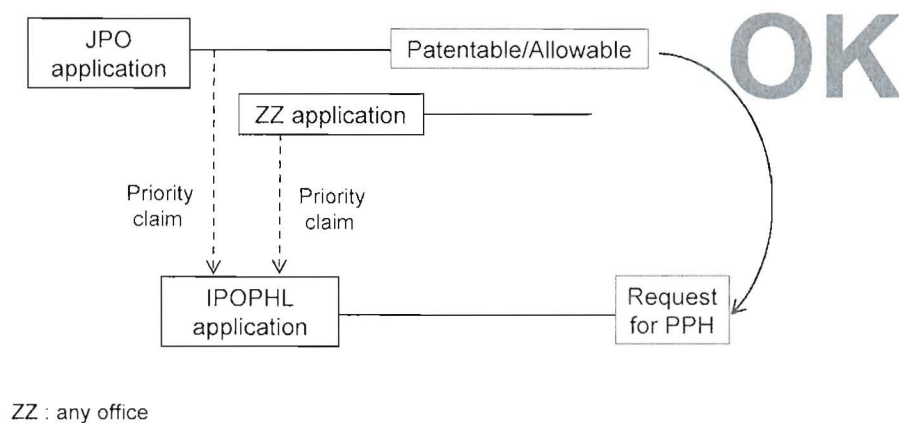 JPO
application
Patentable/Allowable
OK
ZZ application
Priority
claim
Priority
claim
IPOPHL
application
Request
for PPH
ZZ : any office